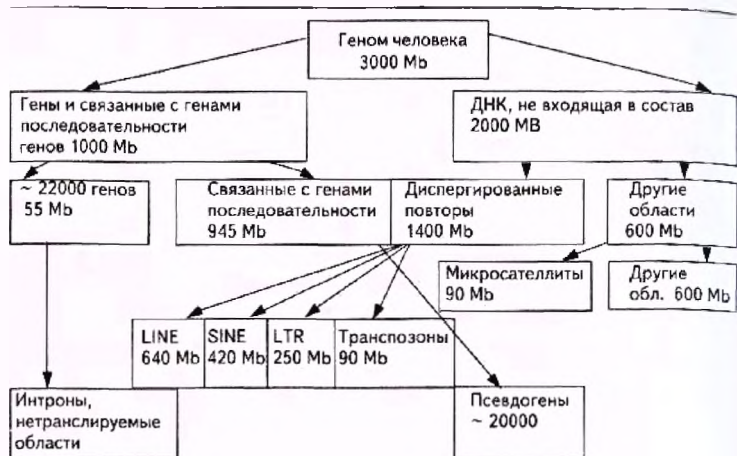 Геном человека
3000 Mb
Гены и связанные с генами
последовательности
генов 1000 Mb
ДНК, не входящая в состав
2000 MB
~ 22000 генов
55 Mb
Связанные с генами
последовательности
945 Mb
Диспергированные
повторы
1400 Mb
Другие
области
600 Mb
Микросателлиты
90 Mb
Другие
обл. 600 Mb
LINE
640 Mb
SINE
420 Mb
LTR
250 Mb
Транспозоны
90 Mb
Интроны,
нетранслируемые
области
Псевдогены
~ 20000